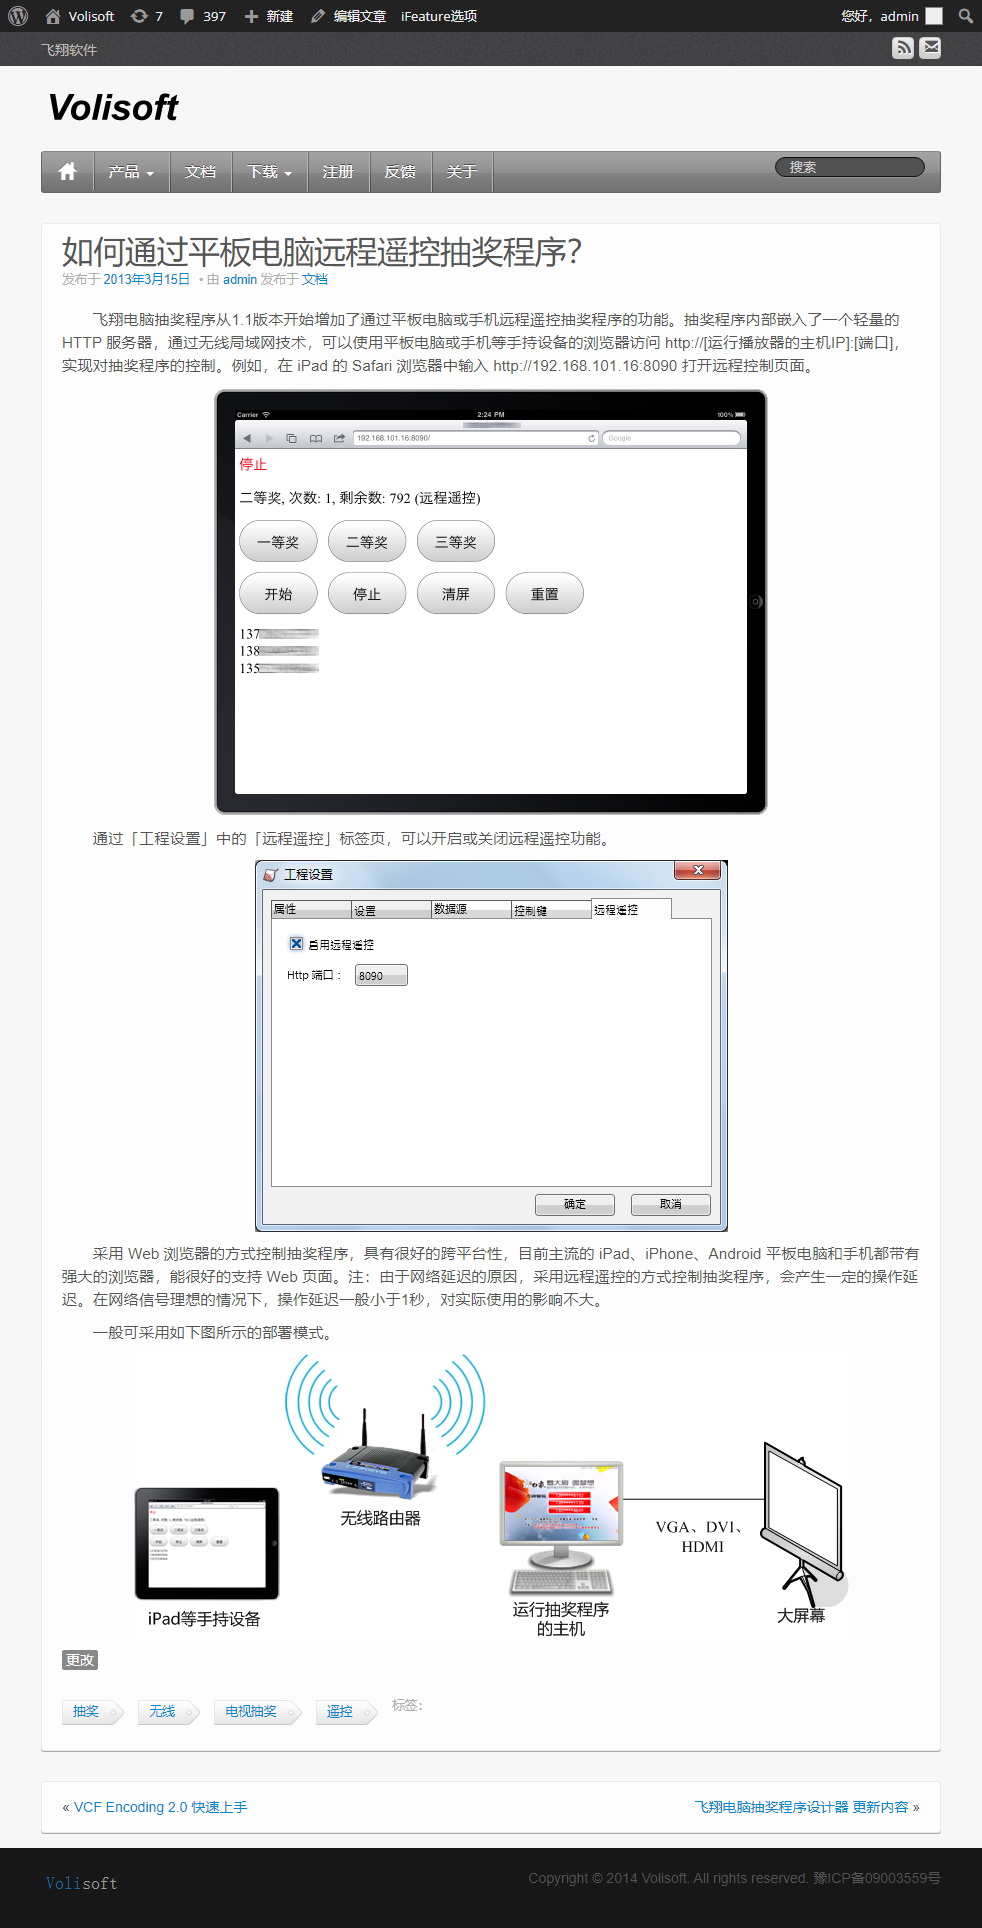 Volisoft 7 397 新建 编辑文章 iFeature选项 您好，admin
飞翔软件
Volisoft
产品 文档 下载 注册 反馈 关于 搜索
如何通过平板电脑远程遥控抽奖程序？
发布于 2013年3月15日 • 由 admin 发布于 文档
飞翔电脑抽奖程序从1.1版本开始增加了通过平板电脑或手机远程遥控抽奖程序的功能。抽奖程序内部嵌入了一个轻量的
HTTP 服务器，通过无线局域网技术，可以使用平板电脑或手机等手持设备的浏览器访问 http://[运行播放器的主机IP]:[端口]，
实现对抽奖程序的控制。例如，在 iPad 的 Safari 浏览器中输入 http://192.168.101.16:8090 打开远程控制页面。
Carrier 2:24 PM 100%
192.168.101.16:8090/ Google
停止
二等奖, 次数: 1, 剩余数: 792 (远程遥控)
一等奖 二等奖 三等奖
开始 停止 清屏 重置
137
138
135
通过「工程设置」中的「远程遥控」标签页，可以开启或关闭远程遥控功能。
工程设置
属性 设置 数据源 控制键 远程遥控
启用远程遥控
Http 端口： 8090
确定 取消
采用 Web 浏览器的方式控制抽奖程序，具有很好的跨平台性，目前主流的 iPad、iPhone、Android 平板电脑和手机都带有
强大的浏览器，能很好的支持 Web 页面。注：由于网络延迟的原因，采用远程遥控的方式控制抽奖程序，会产生一定的操作延
迟。在网络信号理想的情况下，操作延迟一般小于1秒，对实际使用的影响不大。
一般可采用如下图所示的部署模式。
无线路由器
VGA、DVI、
HDMI
iPad等手持设备
运行抽奖程序
的主机
大屏幕
更改
抽奖 无线 电视抽奖 遥控 标签：
« VCF Encoding 2.0 快速上手 飞翔电脑抽奖程序设计器 更新内容 »
Volisoft Copyright © 2014 Volisoft. All rights reserved. 豫ICP备09003559号